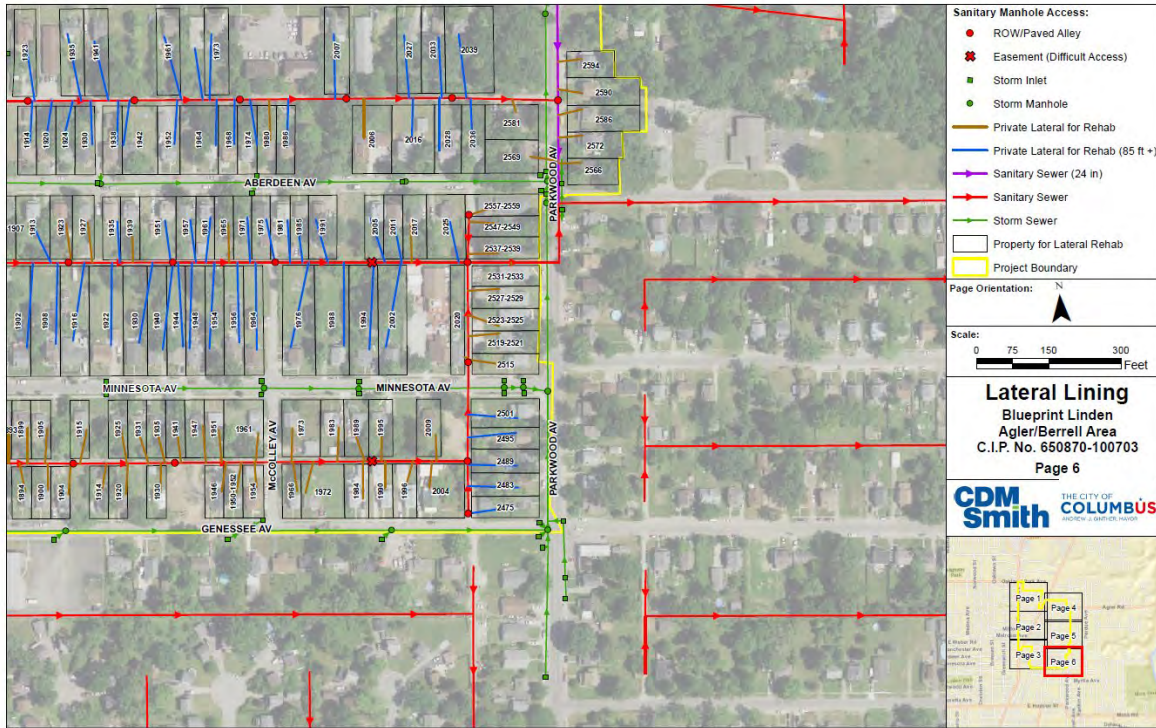 1923
1935
1941
1961
1973
2007
2027
2033
2039
2594
2590
2586
2572
2566
1914
1920
1924
1930
1938
1942
1952
1964
1968
1974
1980
1986
2006
2016
2028
2036
2581
2569
ABERDEEN AV
PARKWOOD AV
1907
1913
1923
1927
1935
1939
1951
1957
1961
1965
1971
1975
1981
1985
1991
2005
2011
2017
2025
2557-2559
2547-2549
2537-2539
2531-2533
2527-2529
2523-2525
2519-2521
2515
1902
1908
1916
1922
1930
1940
1944
1948
1954
1956
1964
1976
1988
1994
2002
2020
MINNESOTA AV
MINNESOTA AV
McCOLLEY AV
PARKWOOD AV
1899
1905
1915
1925
1931
1935
1941
1947
1951
1961
1973
1983
1989
1995
2009
2501
2495
2489
2483
2475
1894
1900
1904
1914
1920
1930
1946
1950-1952
1954
1966
1972
1984
1990
1996
2004
GENESSEE AV
Sanitary Manhole Access:
ROW/Paved Alley
Easement (Difficult Access)
Storm Inlet
Storm Manhole
Private Lateral for Rehab
Private Lateral for Rehab (85 ft +)
Sanitary Sewer (24 in)
Sanitary Sewer
Storm Sewer
Property for Lateral Rehab
Project Boundary
Page Orientation:
N
Scale:
0 75 150 300
Feet
Lateral Lining
Blueprint Linden
Agler/Berrell Area
C.I.P. No. 650870-100703
Page 6
CDM
Smith
THE CITY OF
COLUMBUS
ANDREW J. GINTHER, MAYOR
Page 1
Page 4
Agler Rd
Page 2
Page 5
Page 3
Page 6